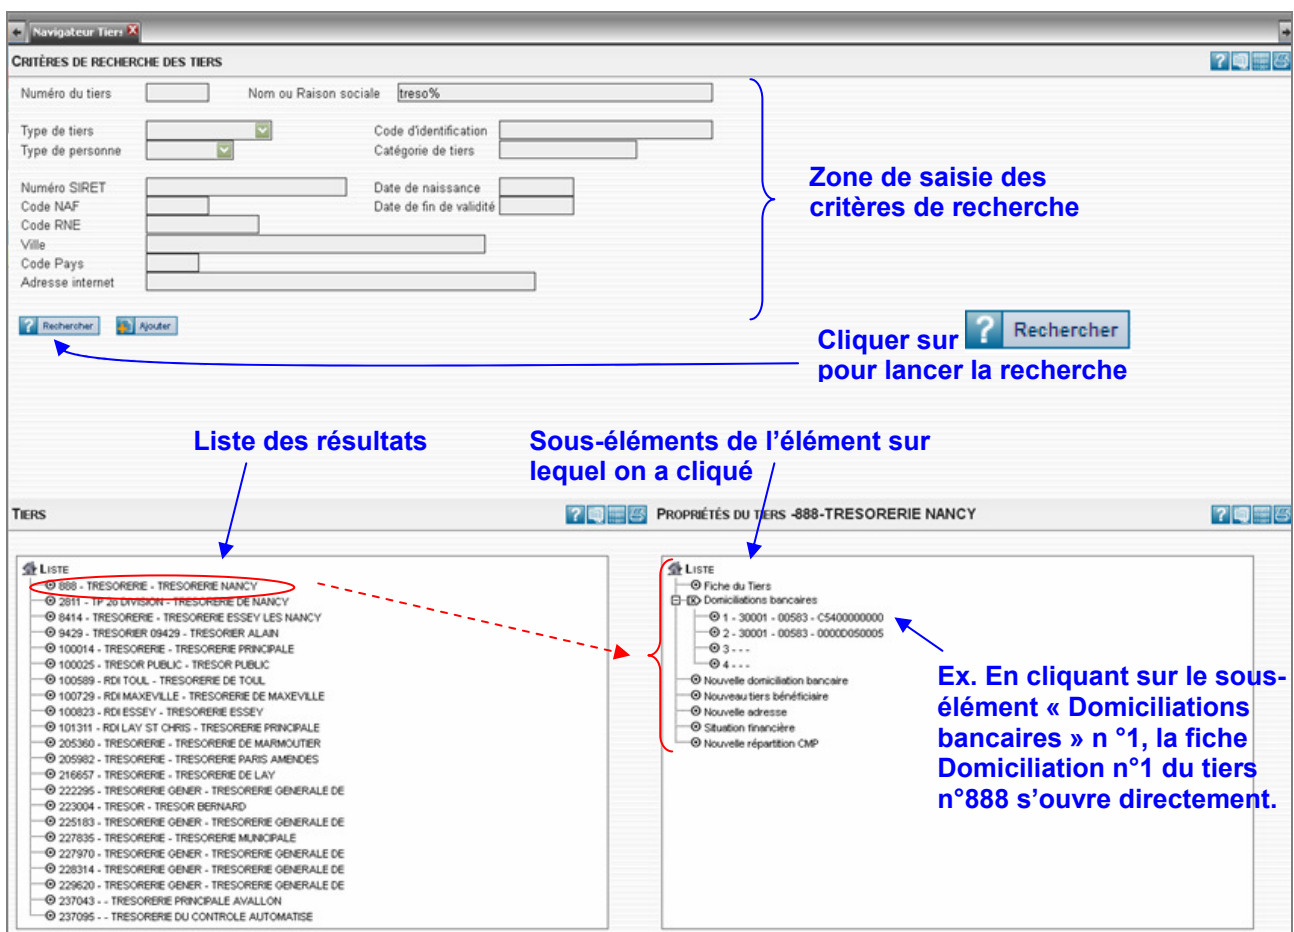 Navigateur Tiers
CRITÈRES DE RECHERCHE DES TIERS
Numéro du tiers
Nom ou Raison sociale treso%
Type de tiers
Code d'identification
Type de personne
Catégorie de tiers
Numéro SIRET
Date de naissance
Code NAF
Date de fin de validité
Code RNE
Ville
Code Pays
Adresse internet
Zone de saisie des
critères de recherche
? Rechercher
Ajouter
Cliquer sur ? Rechercher
pour lancer la recherche
Liste des résultats
Sous-éléments de l'élément sur
lequel on a cliqué
TIERS
PROPRIÉTÉS DU TIERS -888-TRESORERIE NANCY
LISTE
888 - TRESORERIE - TRESORERIE NANCY
2811 - TP 26 DIVISION - TRESORERIE DE NANCY
8414 - TRESORERIE - TRESORERIE ESSEY LES NANCY
9429 - TRESORIER 09429 - TRESORIER ALAIN
100014 - TRESORERIE - TRESORERIE PRINCIPALE
100025 - TRESOR PUBLIC - TRESOR PUBLIC
100589 - RDI TOUL - TRESORERIE DE TOUL
100729 - RDI MAXEVILLE - TRESORERIE DE MAXEVILLE
100823 - RDI ESSEY - TRESORERIE ESSEY
101311 - RDI LAY ST CHRIS - TRESORERIE PRINCIPALE
205360 - TRESORERIE - TRESORERIE DE MARMOUTIER
205982 - TRESORERIE - TRESORERIE PARIS AMENDES
216657 - TRESORERIE - TRESORERIE DE LAY
222295 - TRESORERIE GENER - TRESORERIE GENERALE DE
223004 - TRESOR - TRESOR BERNARD
225183 - TRESORERIE GENER - TRESORERIE GENERALE DE
227835 - TRESORERIE - TRESORERIE MUNICIPALE
227970 - TRESORERIE GENER - TRESORERIE GENERALE DE
228314 - TRESORERIE GENER - TRESORERIE GENERALE DE
229620 - TRESORERIE GENER - TRESORERIE GENERALE DE
237043 - - TRESORERIE PRINCIPALE AVALLON
237095 - - TRESORERIE DU CONTROLE AUTOMATISE
LISTE
Fiche du Tiers
Domiciliations bancaires
1 - 30001 - 00583 - C5400000000
2 - 30001 - 00583 - 0000D050005
3 - - -
4 - - -
Nouvelle domiciliation bancaire
Nouveau tiers bénéficiaire
Nouvelle adresse
Situation financière
Nouvelle répartition CMP
Ex. En cliquant sur le sous-
élément « Domiciliations
bancaires » n °1, la fiche
Domiciliation n°1 du tiers
n°888 s'ouvre directement.